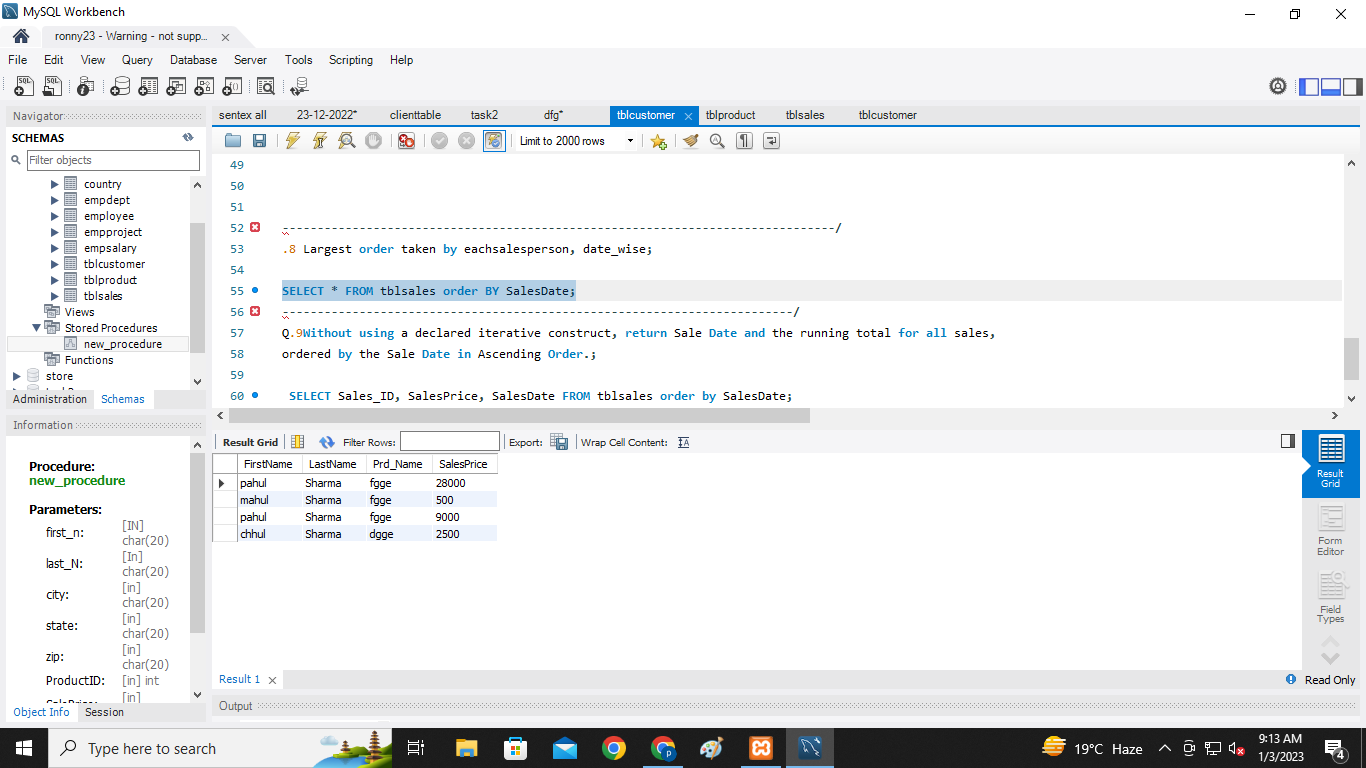 MySQL Workbench
ronny23 - Warning - not supp...
File Edit View Query Database Server Tools Scripting Help
Navigator
SCHEMAS
Filter objects
country
empdept
employee
empproject
empsalary
tblcustomer
tblproduct
tblsales
Views
Stored Procedures
new_procedure
Functions
store
Administration Schemas
Information
Procedure:
new_procedure
Parameters:
first_n: [IN] char(20)
last_N: [In] char(20)
city: [in] char(20)
state: [in] char(20)
zip: [in] char(20)
ProductID: [in] int
[in]
Object Info Session
sentex all 23-12-2022* clienttable task2 dfg* tblcustomer tblproduct tblsales tblcustomer
Limit to 2000 rows
49
50
51
52 -------------------------------------------------------------------------------/
53 .8 Largest order taken by eachsalesperson, date_wise;
54
55 SELECT * FROM tblsales order BY SalesDate;
56 -------------------------------------------------------------------------/
57 Q.9Without using a declared iterative construct, return Sale Date and the running total for all sales,
58 ordered by the Sale Date in Ascending Order.;
59
60 SELECT Sales_ID, SalesPrice, SalesDate FROM tblsales order by SalesDate;
Result Grid Filter Rows: Export: Wrap Cell Content:
FirstName LastName Prd_Name SalesPrice
pahul Sharma fgge 28000
mahul Sharma fgge 500
pahul Sharma fgge 9000
chhul Sharma dgge 2500
Result Grid
Form Editor
Field Types
Result 1
Read Only
Output
Type here to search
19°C Haze
9:13 AM
1/3/2023
4